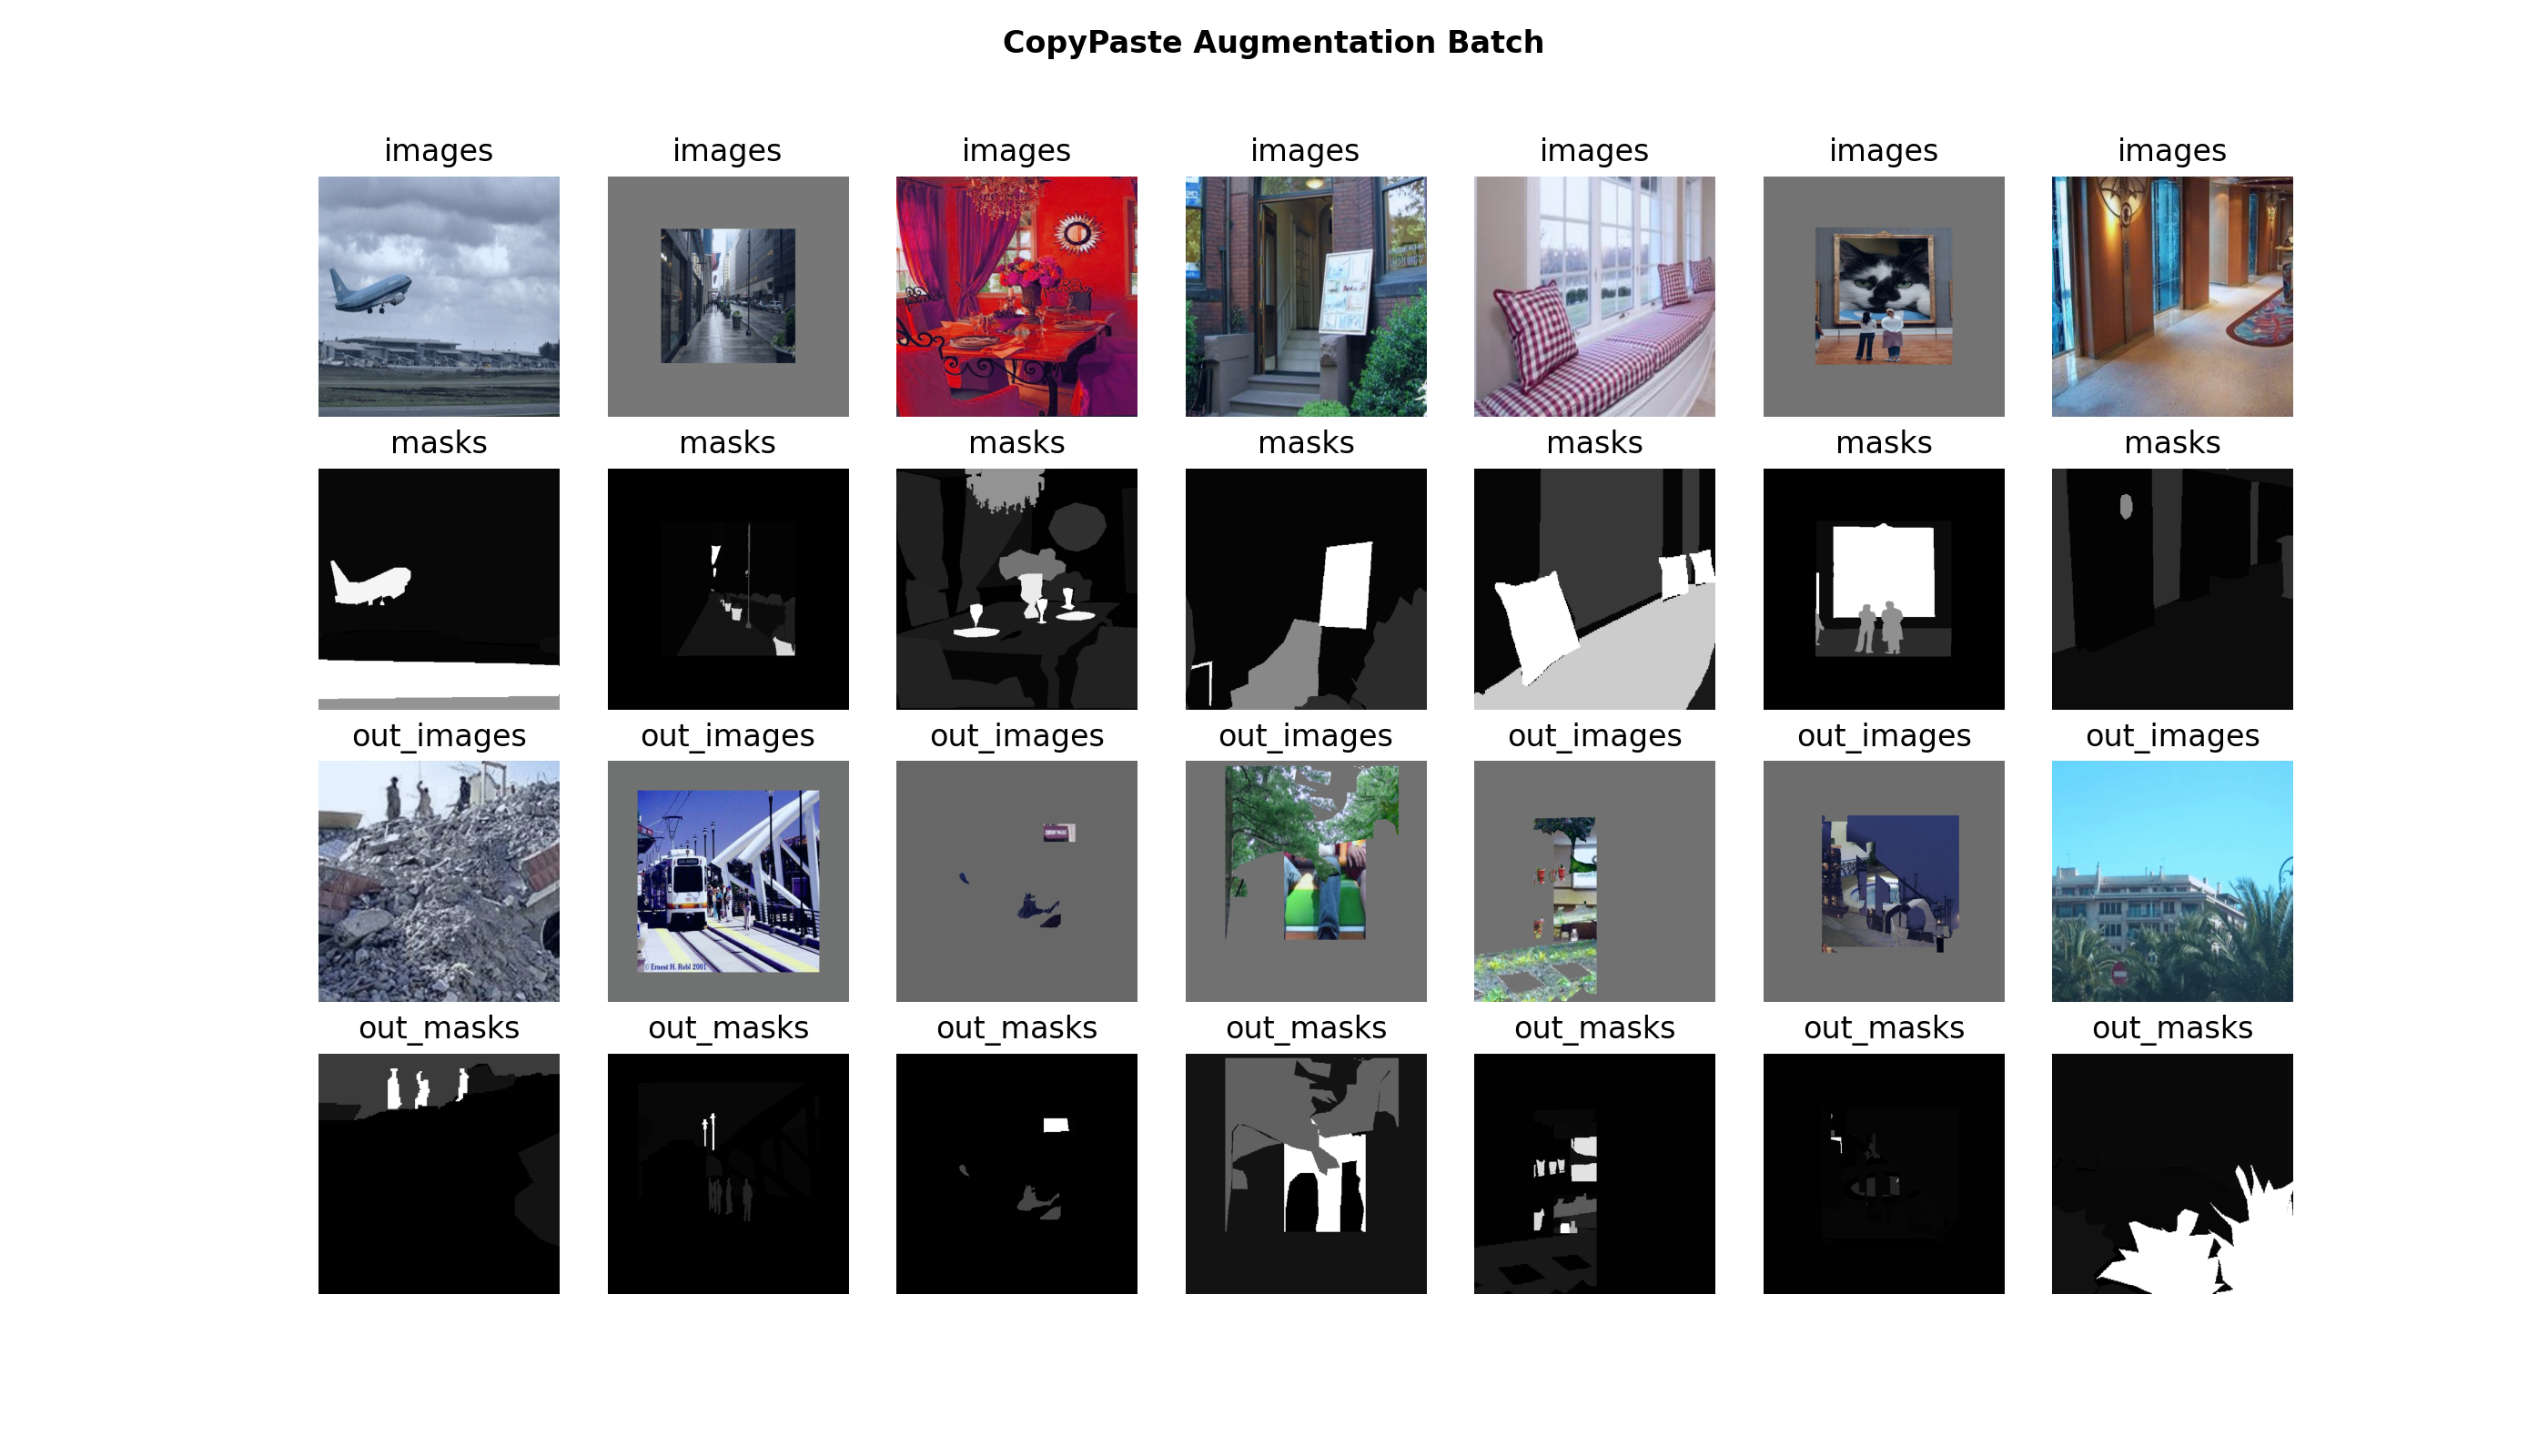 CopyPaste Augmentation Batch
images images images images images images images
masks masks masks masks masks masks masks
out_images out_images out_images out_images out_images out_images out_images
© Ernest H. Robl 2001
out_masks out_masks out_masks out_masks out_masks out_masks out_masks